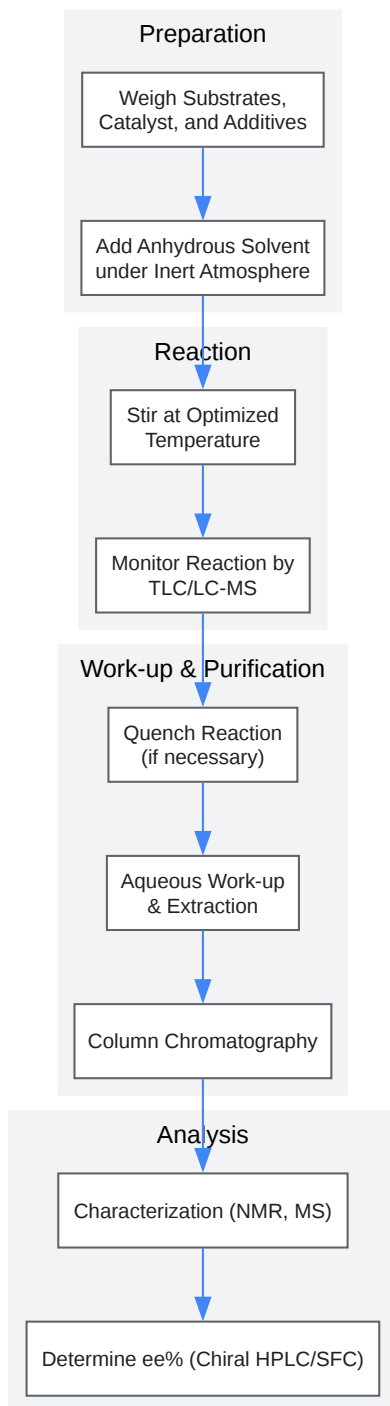 Preparation
Weigh Substrates,
Catalyst, and Additives
Add Anhydrous Solvent
under Inert Atmosphere
Reaction
Stir at Optimized
Temperature
Monitor Reaction by
TLC/LC-MS
Work-up & Purification
Quench Reaction
(if necessary)
Aqueous Work-up
& Extraction
Column Chromatography
Analysis
Characterization (NMR, MS)
Determine ee% (Chiral HPLC/SFC)